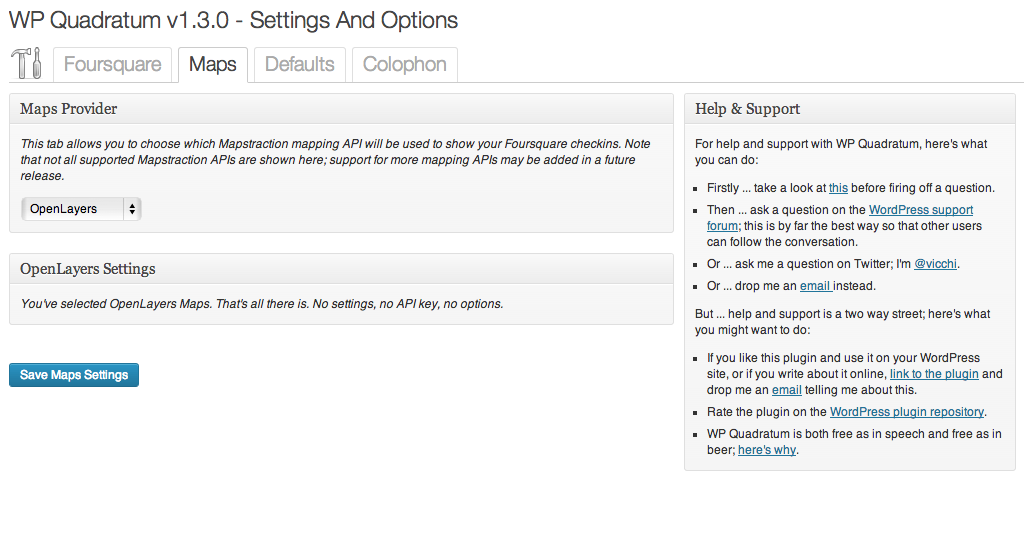 WP Quadratum v1.3.0 - Settings And Options
Foursquare
Maps
Defaults
Colophon
Maps Provider
This tab allows you to choose which Mapstraction mapping API will be used to show your Foursquare checkins. Note
that not all supported Mapstraction APIs are shown here; support for more mapping APIs may be added in a future
release.
OpenLayers
OpenLayers Settings
You've selected OpenLayers Maps. That's all there is. No settings, no API key, no options.
Save Maps Settings
Help & Support
For help and support with WP Quadratum, here's what
you can do:
Firstly ... take a look at this before firing off a question.
Then ... ask a question on the WordPress support
forum; this is by far the best way so that other users
can follow the conversation.
Or ... ask me a question on Twitter; I'm @vicchi.
Or ... drop me an email instead.
But ... help and support is a two way street; here's what
you might want to do:
If you like this plugin and use it on your WordPress
site, or if you write about it online, link to the plugin and
drop me an email telling me about this.
Rate the plugin on the WordPress plugin repository.
WP Quadratum is both free as in speech and free as in
beer; here's why.